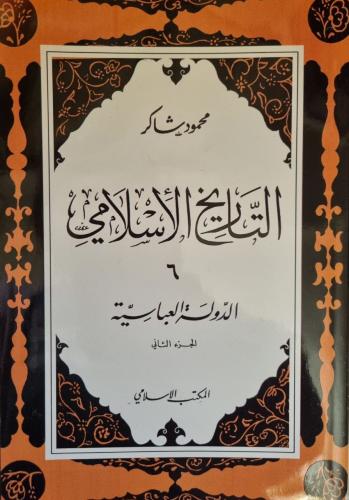 محمود شاكر
التاريخ الإسلامي
٦
الدولة العباسية
الجزء الثاني
المكتب الإسلامي